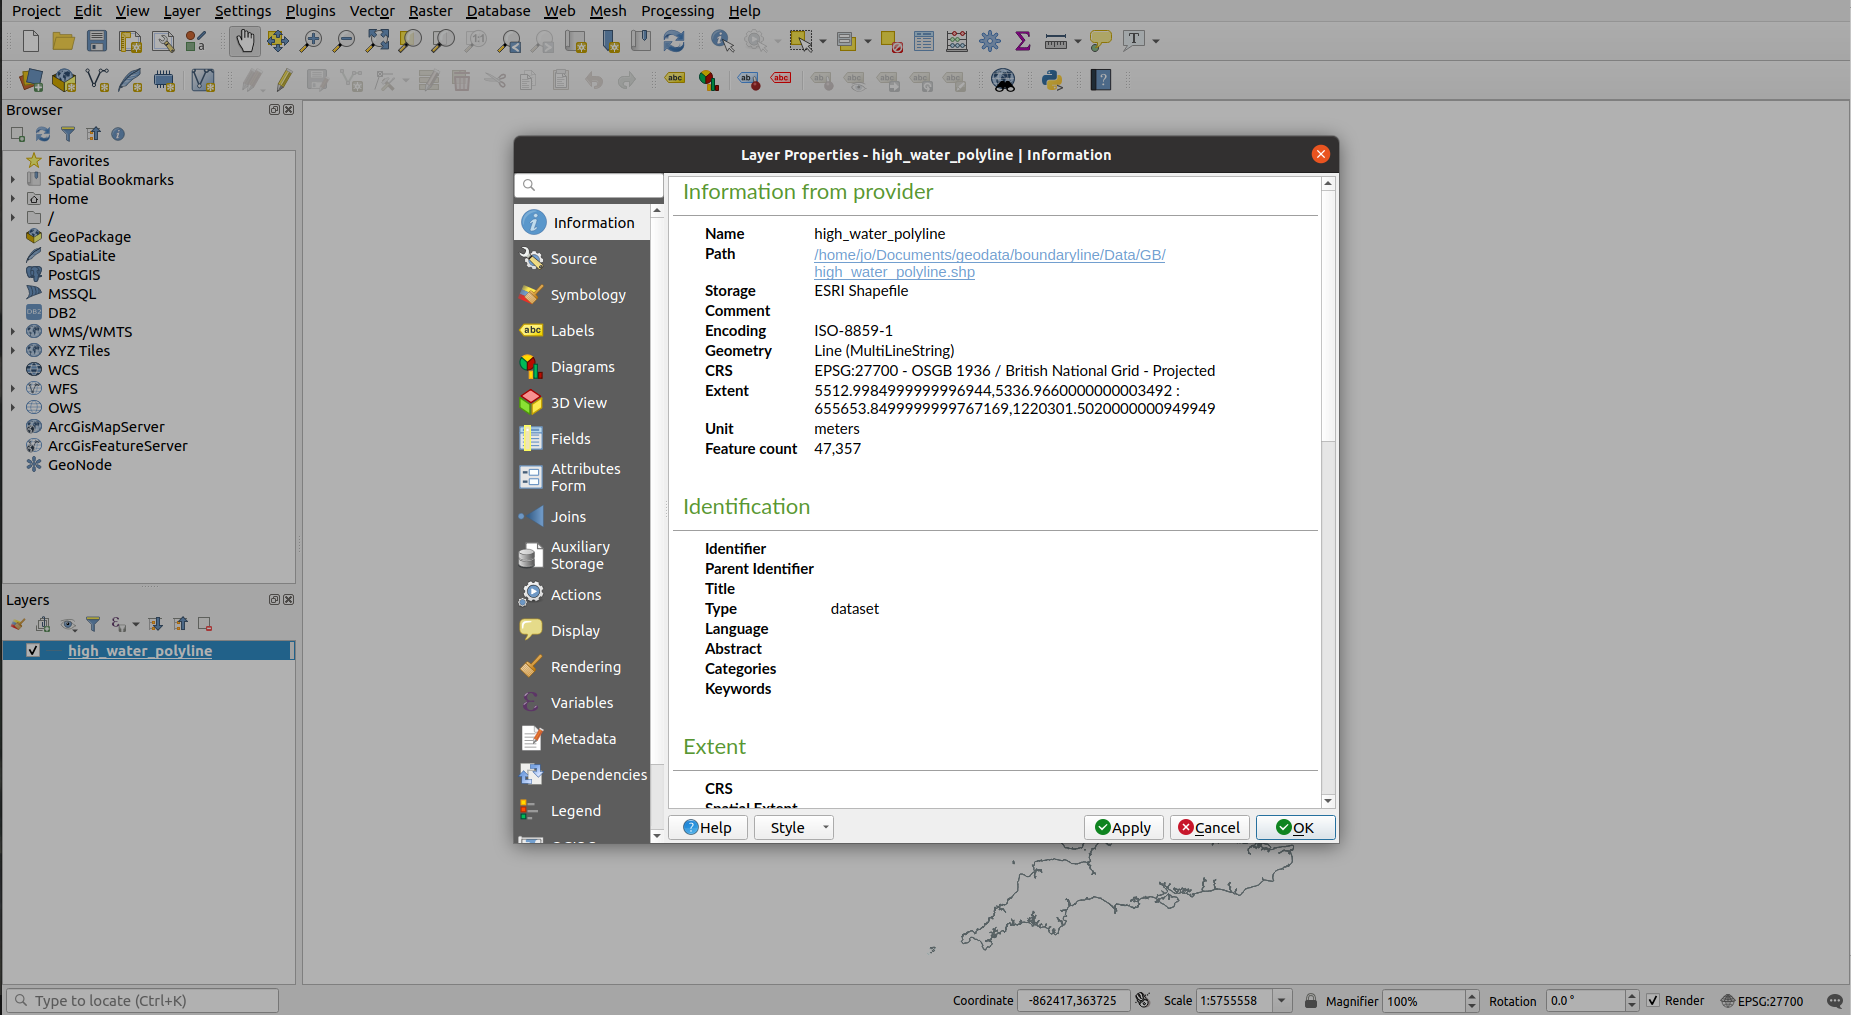 Project Edit View Layer Settings Plugins Vector Raster Database Web Mesh Processing Help
Browser
Favorites
Spatial Bookmarks
Home
/
GeoPackage
SpatiaLite
PostGIS
MSSQL
DB2
WMS/WMTS
XYZ Tiles
WCS
WFS
OWS
ArcGisMapServer
ArcGisFeatureServer
GeoNode
Layers
high_water_polyline
Layer Properties - high_water_polyline | Information
Information
Source
Symbology
abc Labels
Diagrams
3D View
Fields
Attributes
Form
Joins
Auxiliary
Storage
Actions
Display
Rendering
Variables
Metadata
Dependencies
Legend
Information from provider
Name high_water_polyline
Path /home/jo/Documents/geodata/boundaryline/Data/GB/
high_water_polyline.shp
Storage ESRI Shapefile
Comment
Encoding ISO-8859-1
Geometry Line (MultiLineString)
CRS EPSG:27700 - OSGB 1936 / British National Grid - Projected
Extent 5512.9984999999996944,5336.9660000000003492 :
655653.8499999999767169,1220301.5020000000949949
Unit meters
Feature count 47,357
Identification
Identifier
Parent Identifier
Title
Type dataset
Language
Abstract
Categories
Keywords
Extent
CRS
Spatial Extent
Help Style Apply Cancel OK
Type to locate (Ctrl+K) Coordinate -862417,363725 Scale 1:5755558 Magnifier 100% Rotation 0.0 ° Render EPSG:27700